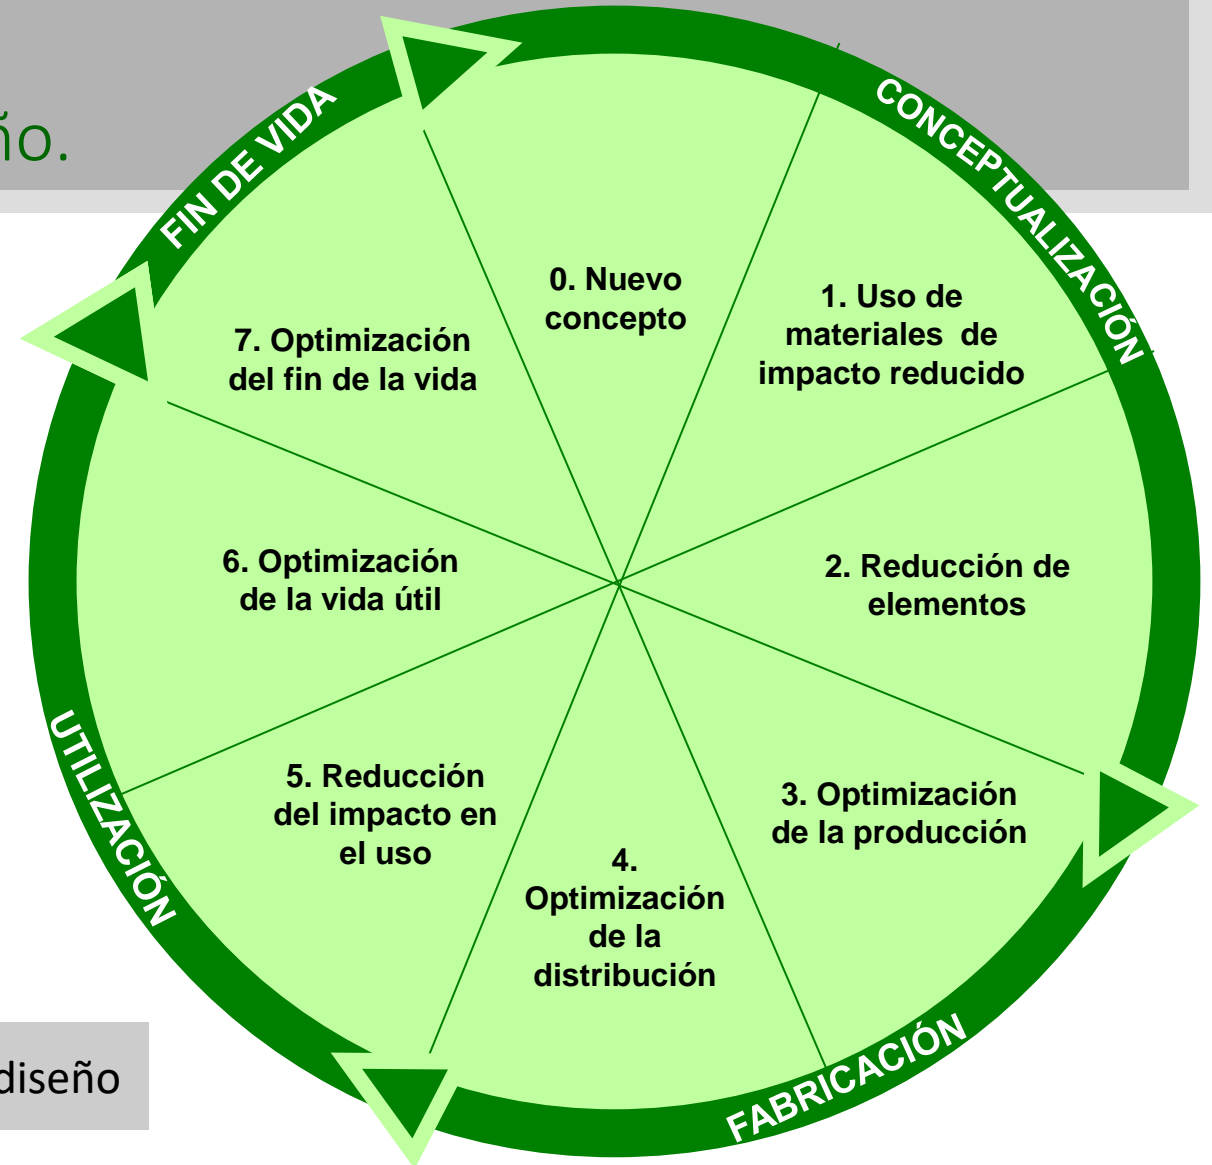 ño.
FIN DE VIDA
CONCEPTUALIZACIÓN
0. Nuevo
concepto
1. Uso de
materiales de
impacto reducido
7. Optimización
del fin de la vida
6. Optimización
de la vida útil
2. Reducción de
elementos
5. Reducción
del impacto en
el uso
3. Optimización
de la producción
4.
Optimización
de la
distribución
UTILIZACIÓN
FABRICACIÓN
diseño